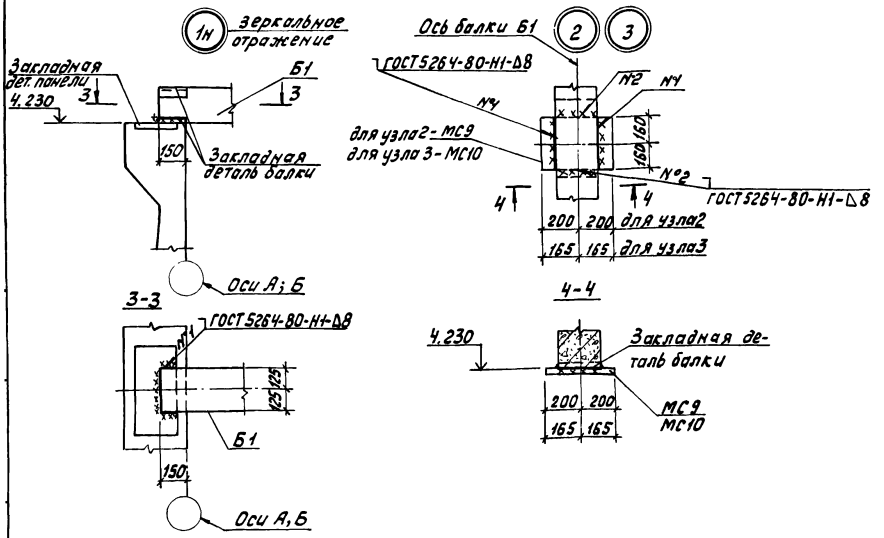 1н
зеркальное
отражение
Закладная
дет. панели
4.230
3
3
Б1
150
Закладная
деталь балки
Оси А; Б
3-3
ГОСТ 5264-80-Н1-Δ8
125
125
Б1
150
Оси А, Б
Ось балки Б1
2
3
ГОСТ 5264-80-Н1-Δ8
№2
№1
№1
160
160
для узла 2 - МС9
для узла 3 - МС10
№2
ГОСТ 5264-80-Н1-Δ8
4
4
200
200
для узла 2
165
165
для узла 3
4-4
4.230
Закладная де-
таль балки
200
200
МС9
165
165
МС10